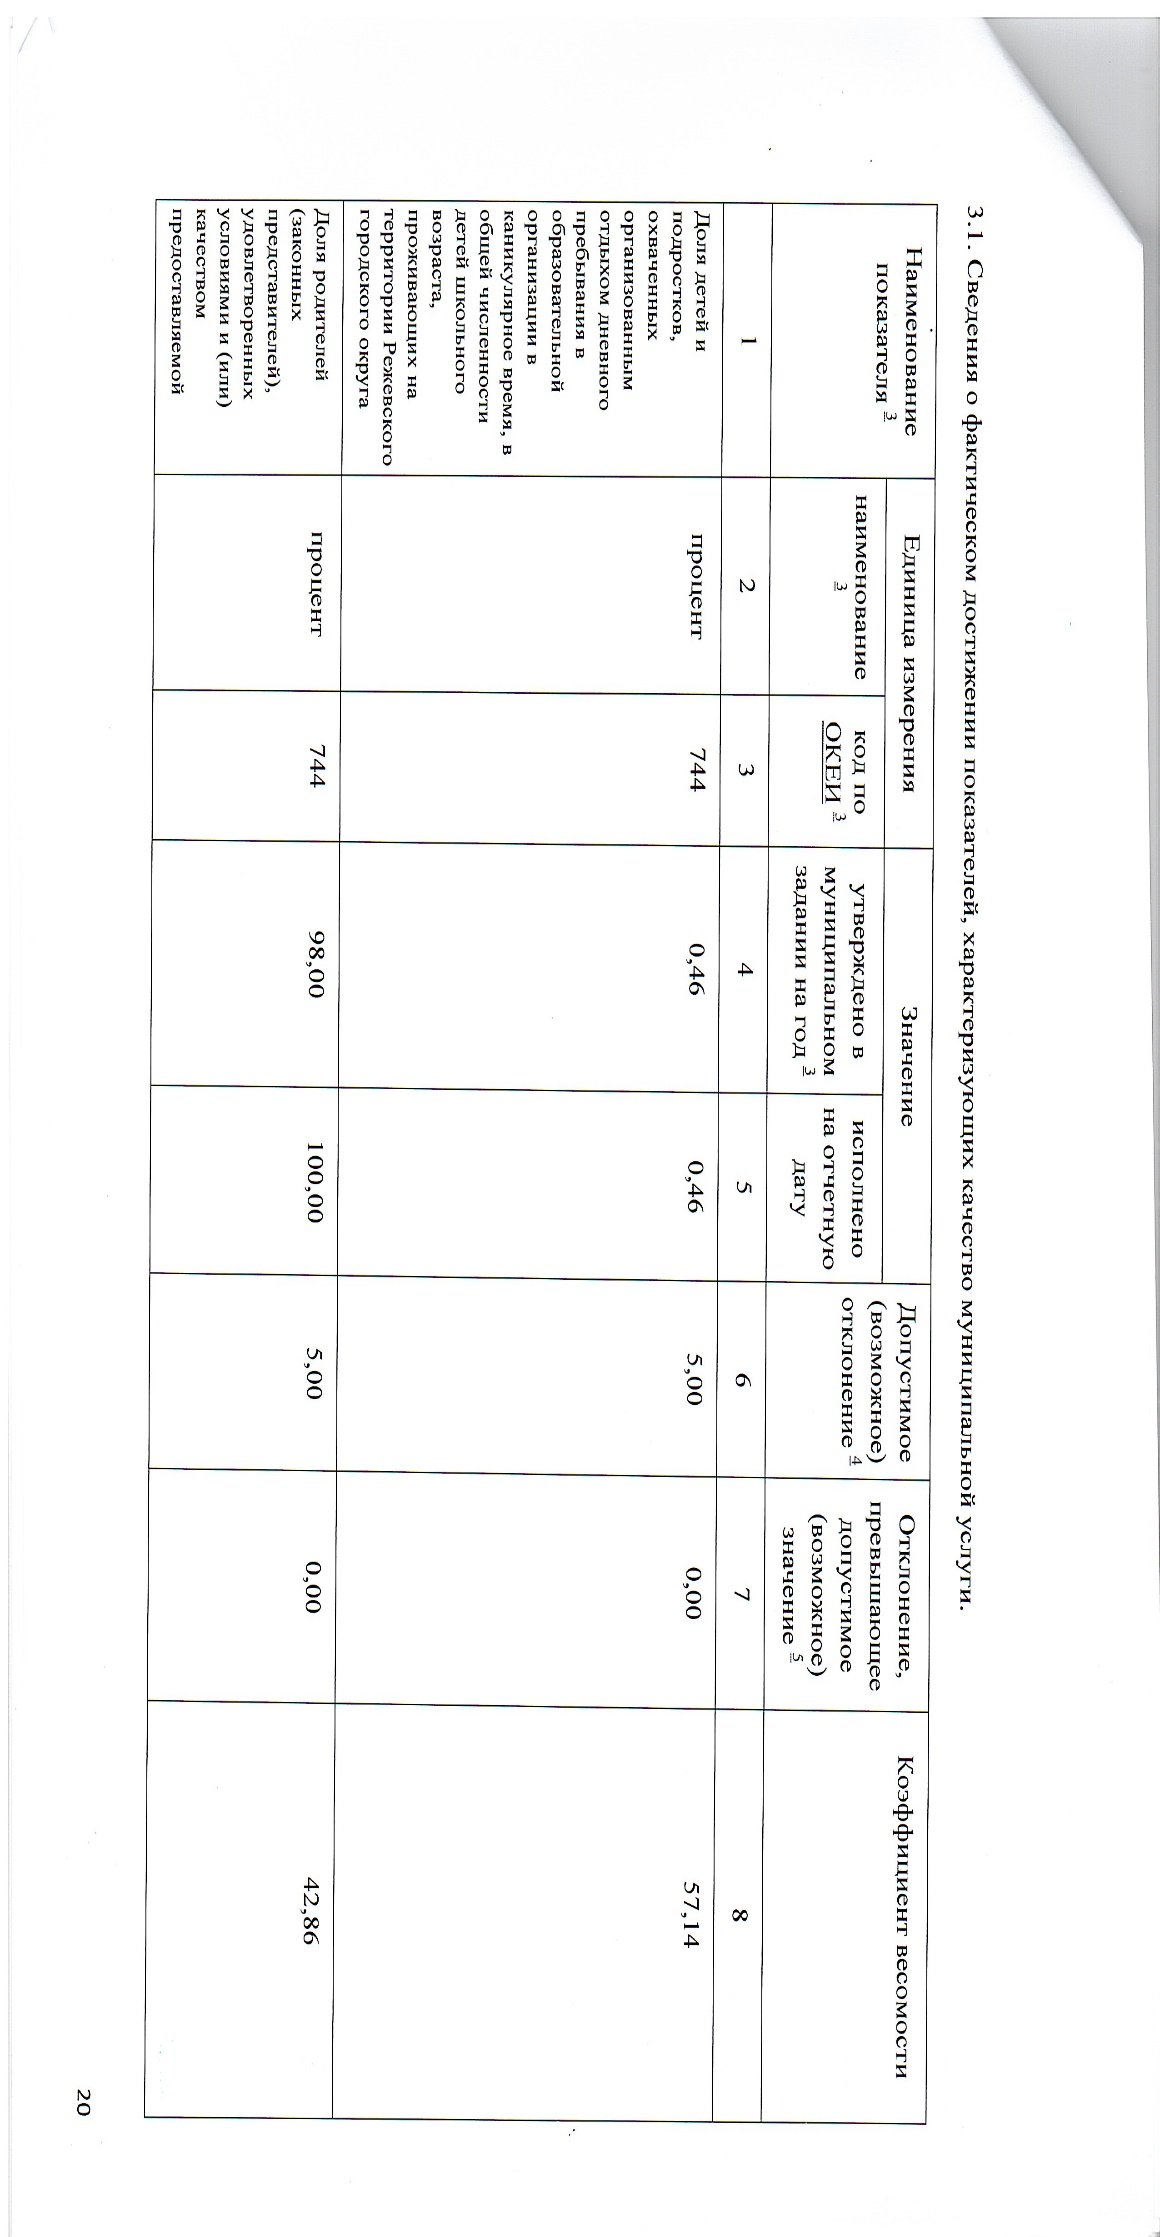 3.1. Сведения о фактическом достижении показателей, характеризующих качество муниципальной услуги.
Наименование
показателя 3
Единица измерения
наименование
3
код по
ОКЕИ 3
Значение
утверждено в
муниципальном
задании на год 3
исполнено
на отчетную
дату
Допустимое
(возможное)
отклонение 4
Отклонение,
превышающее
допустимое
(возможное)
значение 5
Коэффициент весомости
1 2 3 4 5 6 7 8
Доля детей и
подростков,
охваченных
организованным
отдыхом дневного
пребывания в
образовательной
организации в
каникулярное время, в
общей численности
детей школьного
возраста,
проживающих на
территории Режевского
городского округа
процент 744 0,46 0,46 5,00 0,00 57,14
Доля родителей
(законных
представителей),
удовлетворенных
условиями и (или)
качеством
предоставляемой
процент 744 98,00 100,00 5,00 0,00 42,86
20